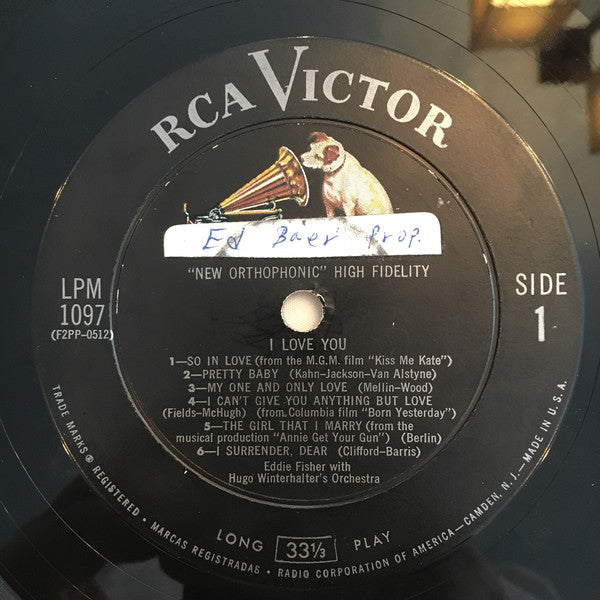 RCA VICTOR
Ed Baer Prop.
"NEW ORTHOPHONIC" HIGH FIDELITY
LPM
1097
(F2PP-0512)
SIDE
1
I LOVE YOU
1—SO IN LOVE (from the M.G.M. film "Kiss Me Kate")
2—PRETTY BABY (Kahn-Jackson-Van Alstyne)
3—MY ONE AND ONLY LOVE (Mellin-Wood)
4—I CAN'T GIVE YOU ANYTHING BUT LOVE
(Fields-McHugh) (from Columbia film "Born Yesterday")
5—THE GIRL THAT I MARRY (from the
musical production "Annie Get Your Gun") (Berlin)
6—I SURRENDER, DEAR (Clifford-Barris)
Eddie Fisher with
Hugo Winterhalter's Orchestra
LONG 33⅓ PLAY
TRADE MARKS ® REGISTERED • MARCAS REGISTRADAS • RADIO CORPORATION OF AMERICA—CAMDEN, N. J.—MADE IN U.S.A.